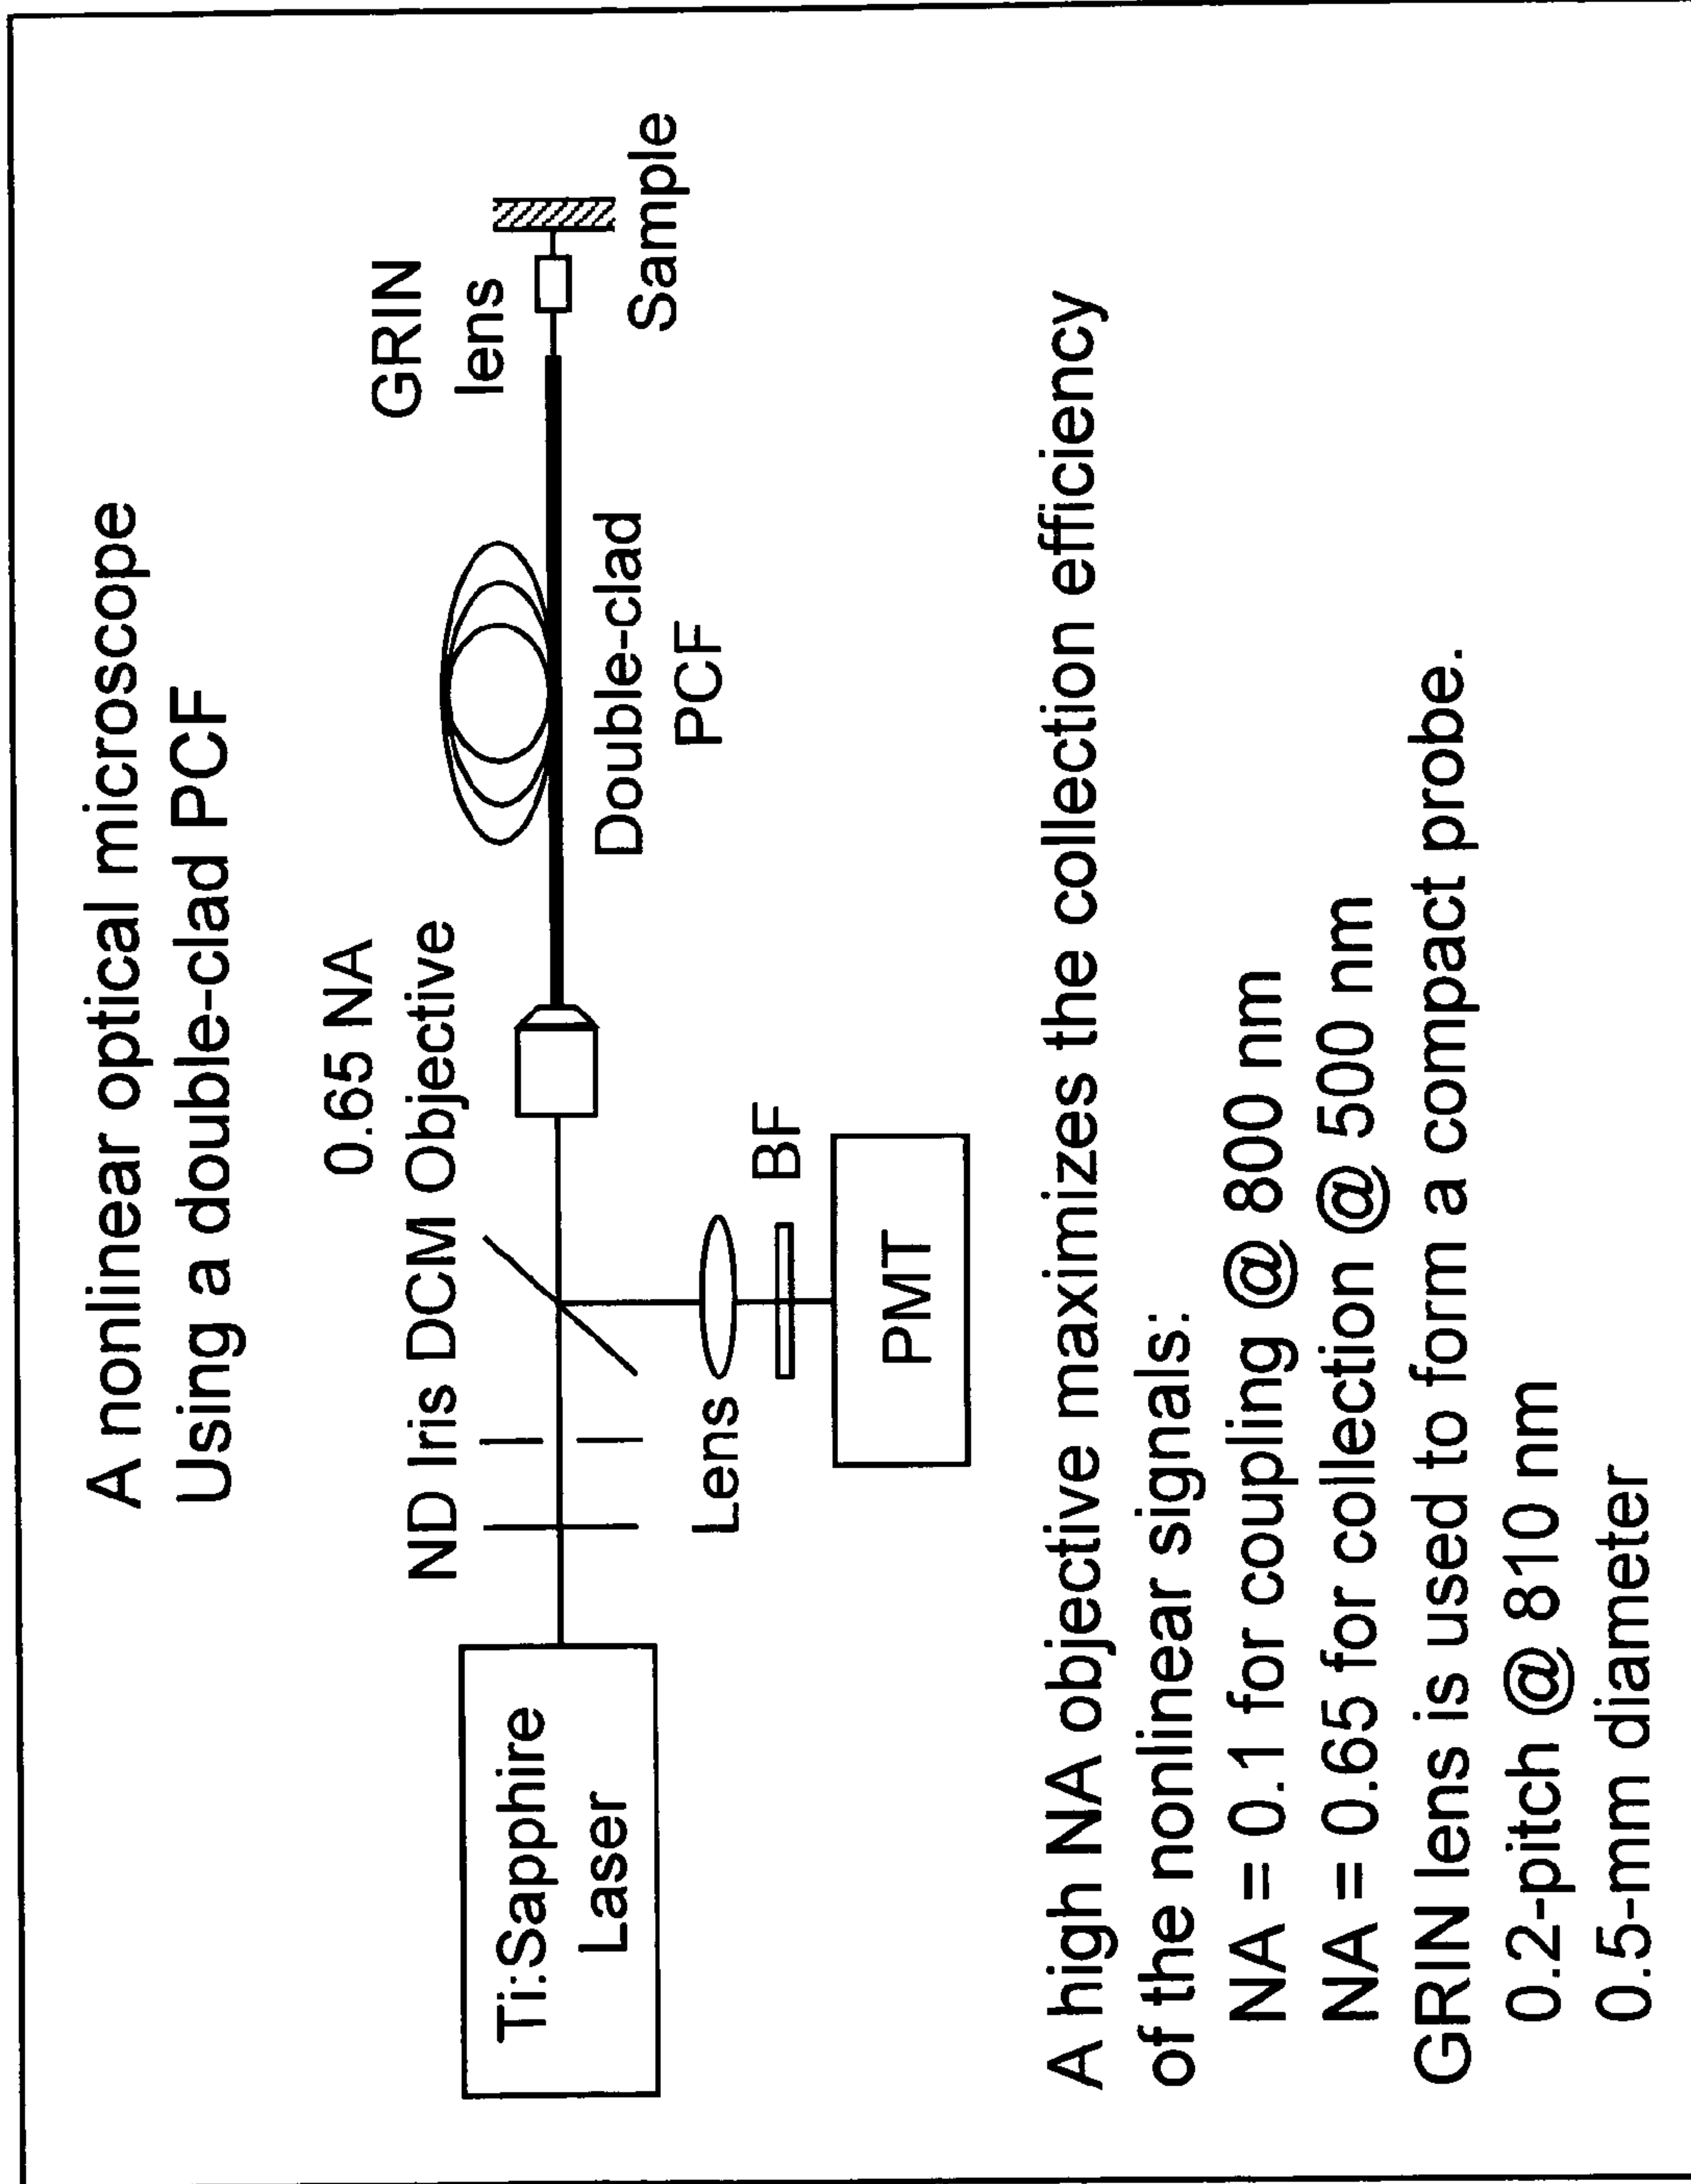 A nonlinear optical microscope
Using a double-clad PCF
0.65 NA
ND Iris DCM Objective
GRIN
lens
Ti:Sapphire
Laser
Double-clad
PCF
Sample
Lens
BF
PMT
A high NA objective maximizes the collection efficiency
of the nonlinear signals:
NA = 0.1 for coupling @ 800 nm
NA = 0.65 for collection @ 500 nm
GRIN lens is used to form a compact probe.
0.2-pitch @ 810 nm
0.5-mm diameter